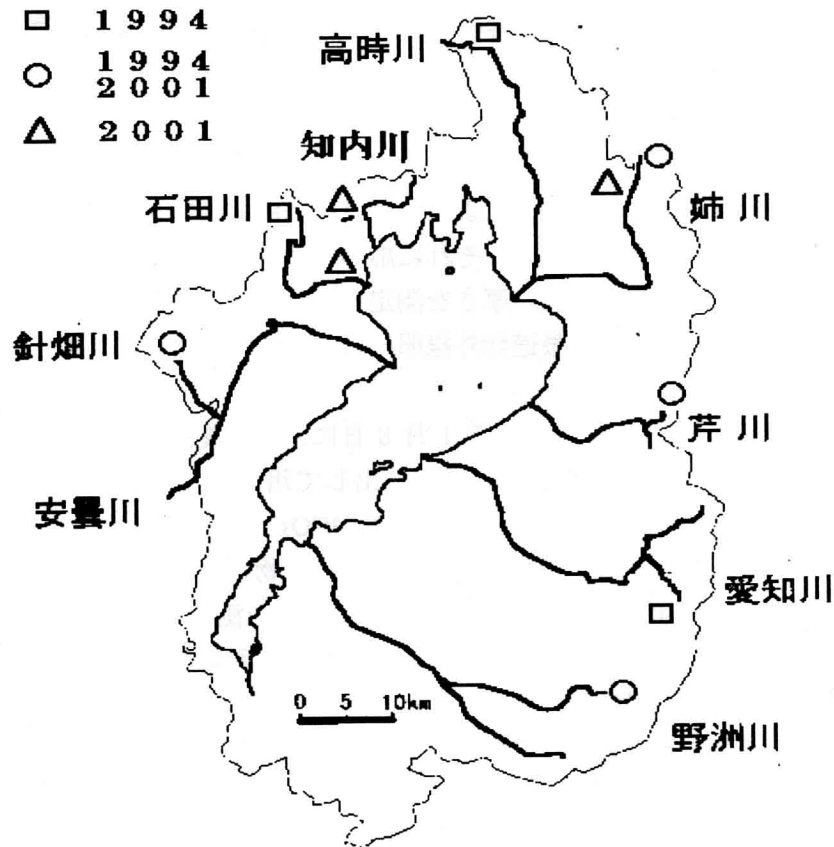 □ 1994
○ 1994
2001
△ 2001
高時川
知内川
石田川
姉川
針畑川
芹川
安曇川
愛知川
0 5 10km
野洲川